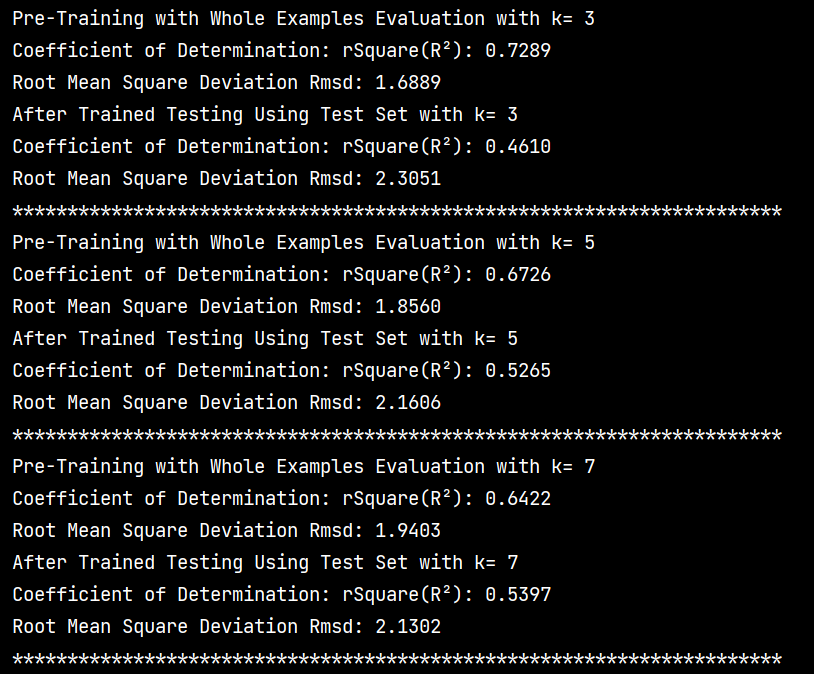 Pre-Training with Whole Examples Evaluation with k= 3
Coefficient of Determination: rSquare(R²): 0.7289
Root Mean Square Deviation Rmsd: 1.6889
After Trained Testing Using Test Set with k= 3
Coefficient of Determination: rSquare(R²): 0.4610
Root Mean Square Deviation Rmsd: 2.3051
**********************************************************************
Pre-Training with Whole Examples Evaluation with k= 5
Coefficient of Determination: rSquare(R²): 0.6726
Root Mean Square Deviation Rmsd: 1.8560
After Trained Testing Using Test Set with k= 5
Coefficient of Determination: rSquare(R²): 0.5265
Root Mean Square Deviation Rmsd: 2.1606
**********************************************************************
Pre-Training with Whole Examples Evaluation with k= 7
Coefficient of Determination: rSquare(R²): 0.6422
Root Mean Square Deviation Rmsd: 1.9403
After Trained Testing Using Test Set with k= 7
Coefficient of Determination: rSquare(R²): 0.5397
Root Mean Square Deviation Rmsd: 2.1302
**********************************************************************